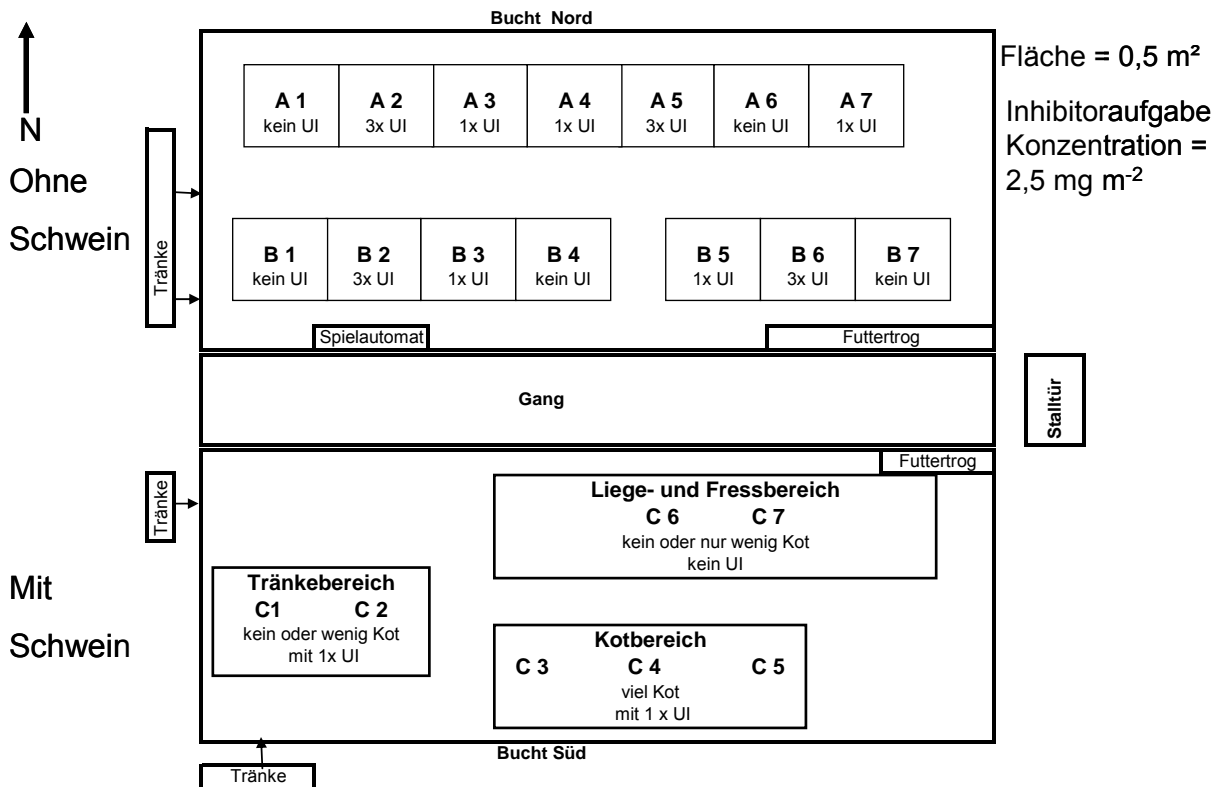 Bucht Nord
N
Ohne
Schwein
Tränke
A 1
kein UI
A 2
3x UI
A 3
1x UI
A 4
1x UI
A 5
3x UI
A 6
kein UI
A 7
1x UI
Fläche = 0,5 m²
Inhibitoraufgabe
Konzentration =
2,5 mg m⁻²
B 1
kein UI
B 2
3x UI
B 3
1x UI
B 4
kein UI
B 5
1x UI
B 6
3x UI
B 7
kein UI
Spielautomat
Futtertrog
Gang
Stalltür
Futtertrog
Tränke
Liege- und Fressbereich
C 6 C 7
kein oder nur wenig Kot
kein UI
Mit
Schwein
Tränkebereich
C1 C 2
kein oder wenig Kot
mit 1x UI
Kotbereich
C 3 C 4 C 5
viel Kot
mit 1 x UI
Bucht Süd
Tränke